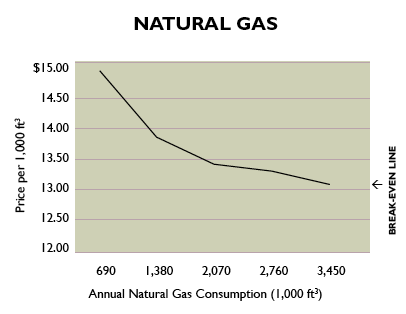 NATURAL GAS
Price per 1,000 ft³
$15.00
14.50
14.00
13.50
13.00
12.50
12.00
BREAK-EVEN LINE
690 1,380 2,070 2,760 3,450
Annual Natural Gas Consumption (1,000 ft³)